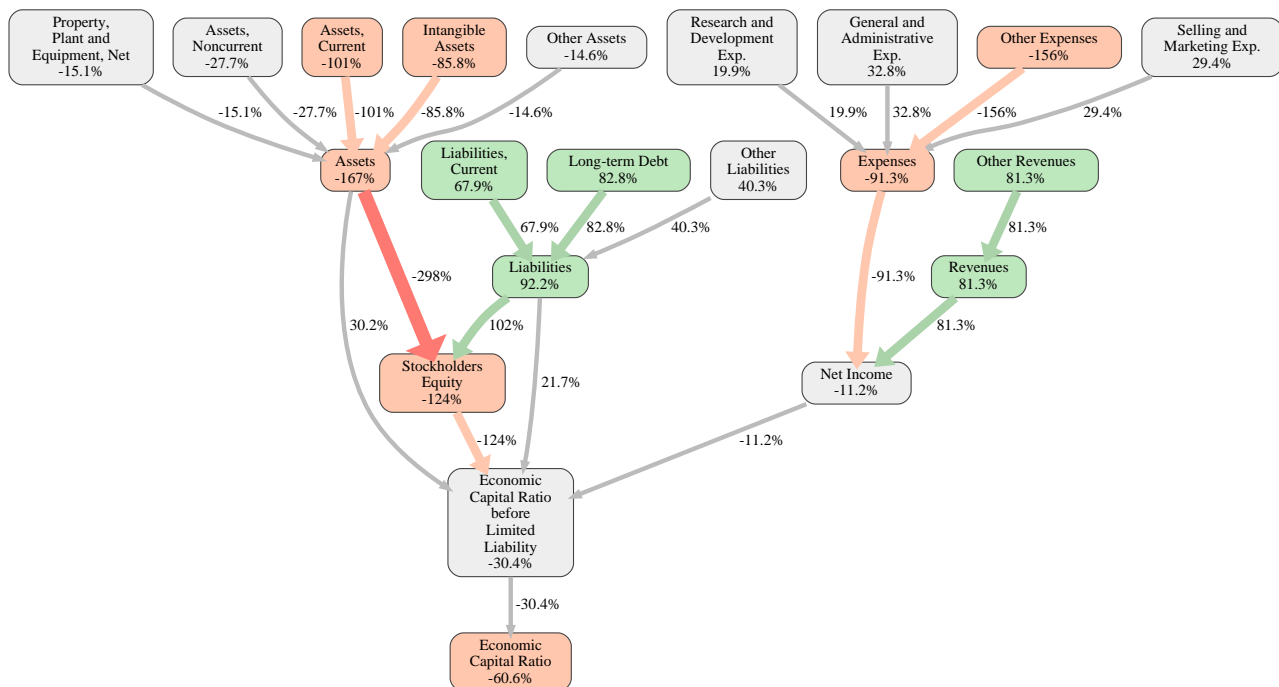 Property,
Plant and
Equipment, Net
-15.1%
Assets,
Noncurrent
-27.7%
Assets,
Current
-101%
Intangible
Assets
-85.8%
Other Assets
-14.6%
Research and
Development
Exp.
19.9%
General and
Administrative
Exp.
32.8%
Other Expenses
-156%
Selling and
Marketing Exp.
29.4%
-15.1%
-27.7%
-101%
-85.8%
-14.6%
19.9%
32.8%
-156%
29.4%
Assets
-167%
Liabilities,
Current
67.9%
Long-term Debt
82.8%
Other
Liabilities
40.3%
Expenses
-91.3%
Other Revenues
81.3%
67.9%
82.8%
40.3%
81.3%
-298%
Liabilities
92.2%
-91.3%
Revenues
81.3%
30.2%
102%
81.3%
Stockholders
Equity
-124%
21.7%
Net Income
-11.2%
-124%
-11.2%
Economic
Capital Ratio
before
Limited
Liability
-30.4%
-30.4%
Economic
Capital Ratio
-60.6%